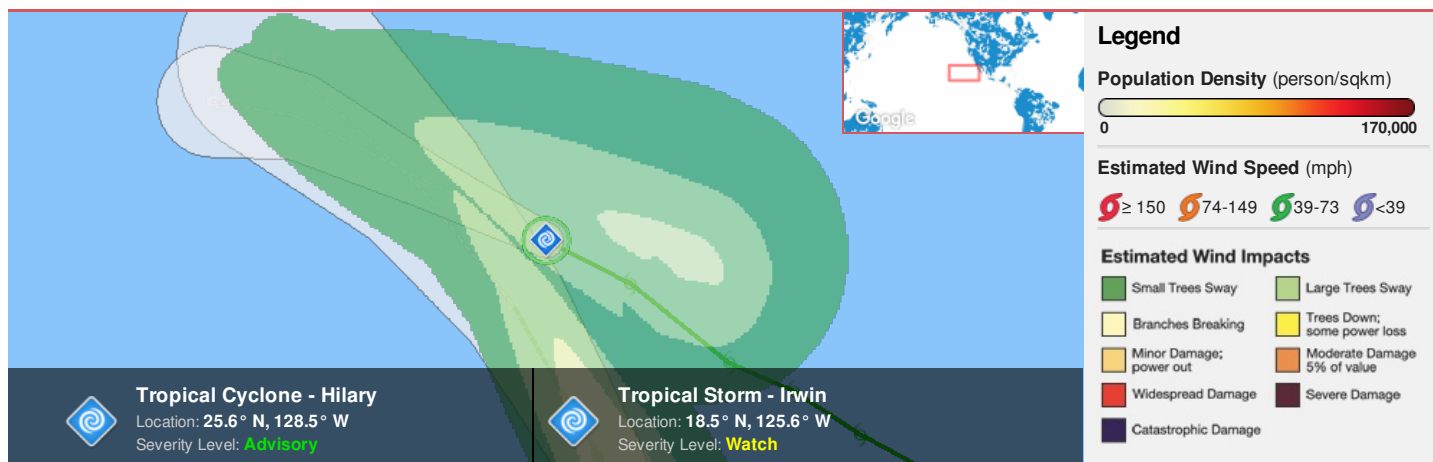 Google
Tropical Cyclone - Hilary
Location: 25.6° N, 128.5° W
Severity Level: Advisory
Tropical Storm - Irwin
Location: 18.5° N, 125.6° W
Severity Level: Watch
Legend
Population Density (person/sqkm)
0 170,000
Estimated Wind Speed (mph)
≥ 150 74-149 39-73 <39
Estimated Wind Impacts
Small Trees Sway
Large Trees Sway
Branches Breaking
Trees Down;
some power loss
Minor Damage;
power out
Moderate Damage
5% of value
Widespread Damage
Severe Damage
Catastrophic Damage